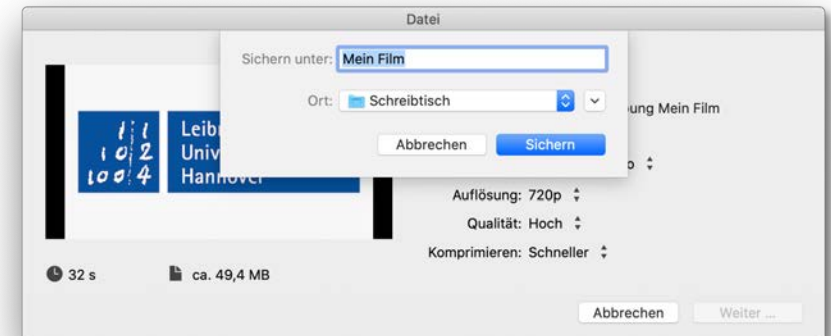 Datei
Sichern unter: Mein Film
Ort: Schreibtisch
Abbrechen Sichern
Leib
Univ
Hannover
ung Mein Film
o
Auflösung: 720p
Qualität: Hoch
Komprimieren: Schneller
32 s ca. 49,4 MB
Abbrechen Weiter ...